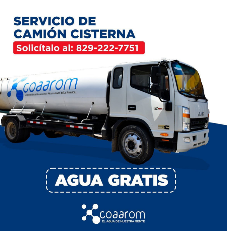 SERVICIO DE
CAMIÓN CISTERNA
Solicítalo al: 829-222-7751
coaarom
AGUA GRATIS
coaarom